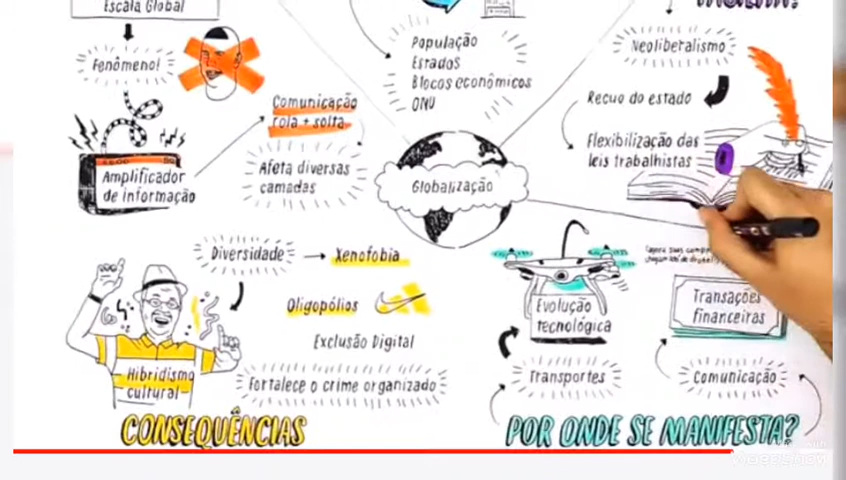 Escala Global
Fenômeno!
Amplificador
de informação
Comunicação
rola + solta
Afeta diversas
camadas
População
Estados
Blocos econômicos
ONU
Globalização
Neoliberalismo
Recuo do estado
Flexibilização das
leis trabalhistas
Diversidade
Xenofobia
Oligopólios
Exclusão Digital
Fortalece o crime organizado
Hibridismo
cultural
CONSEQUÊNCIAS
Evolução
tecnológica
Transportes
Transações
financeiras
Comunicação
POR ONDE SE MANIFESTA?